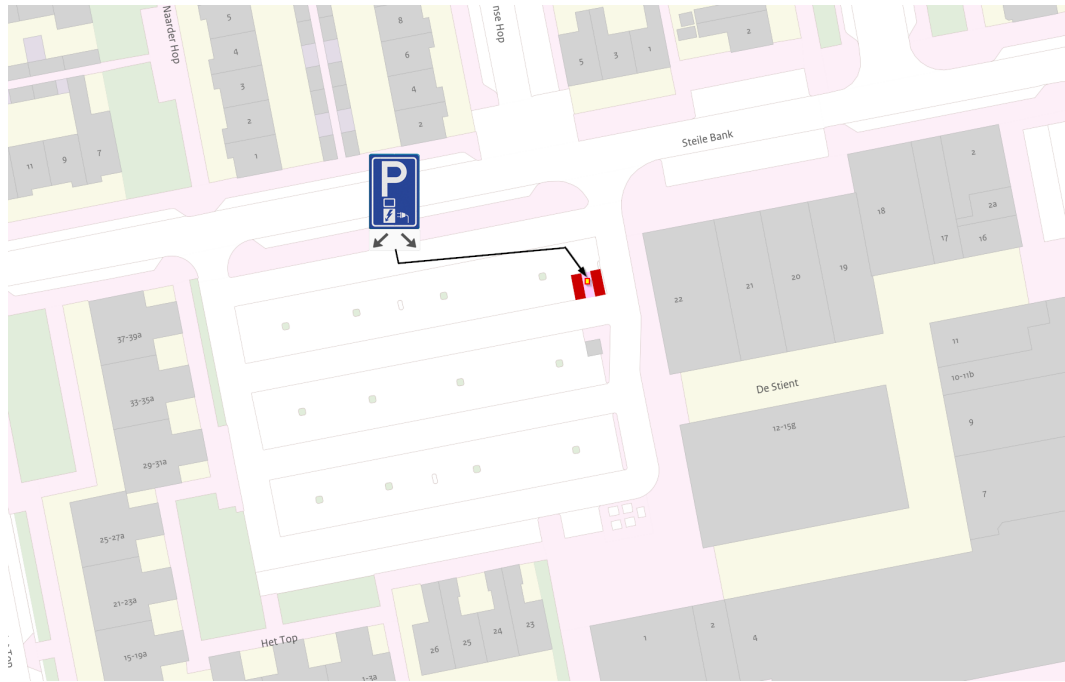 Naarder Hop
nse Hop
5
4
3
2
1
8
6
4
2
5
3
1
2
11
9
7
Steile Bank
P
2
2a
16
17
18
19
20
21
22
37-39a
33-35a
29-31a
25-27a
21-23a
15-19a
De Stient
12-15g
11
10-11b
9
7
Het Top
26
25
24
23
1-3a
1
2
4